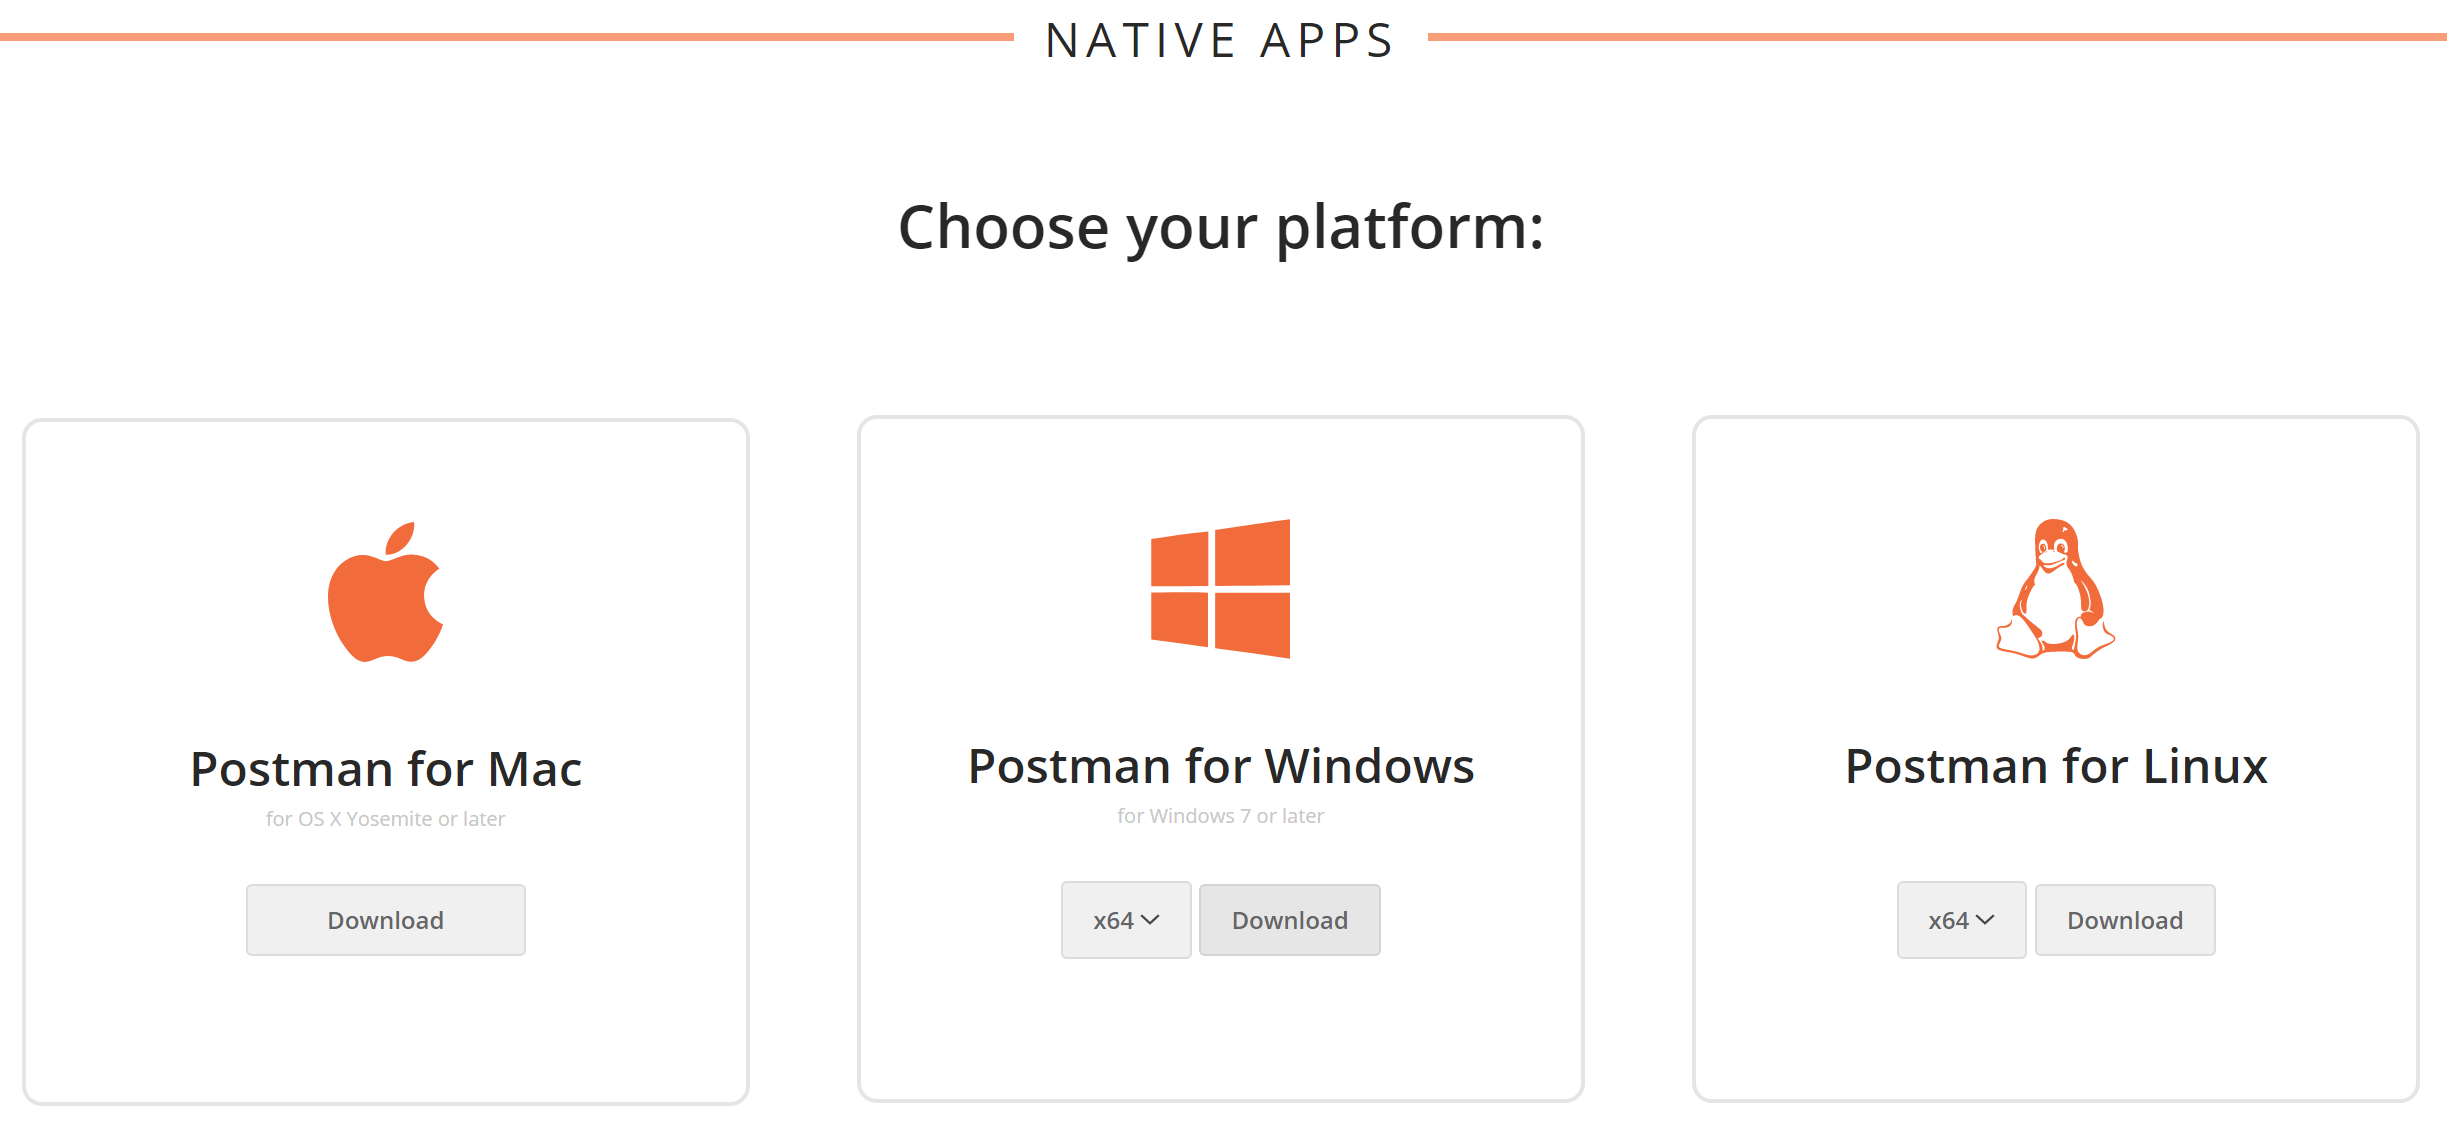 NATIVE APPS
Choose your platform:
Postman for Mac
for OS X Yosemite or later
Download
Postman for Windows
for Windows 7 or later
x64
Download
Postman for Linux
x64
Download